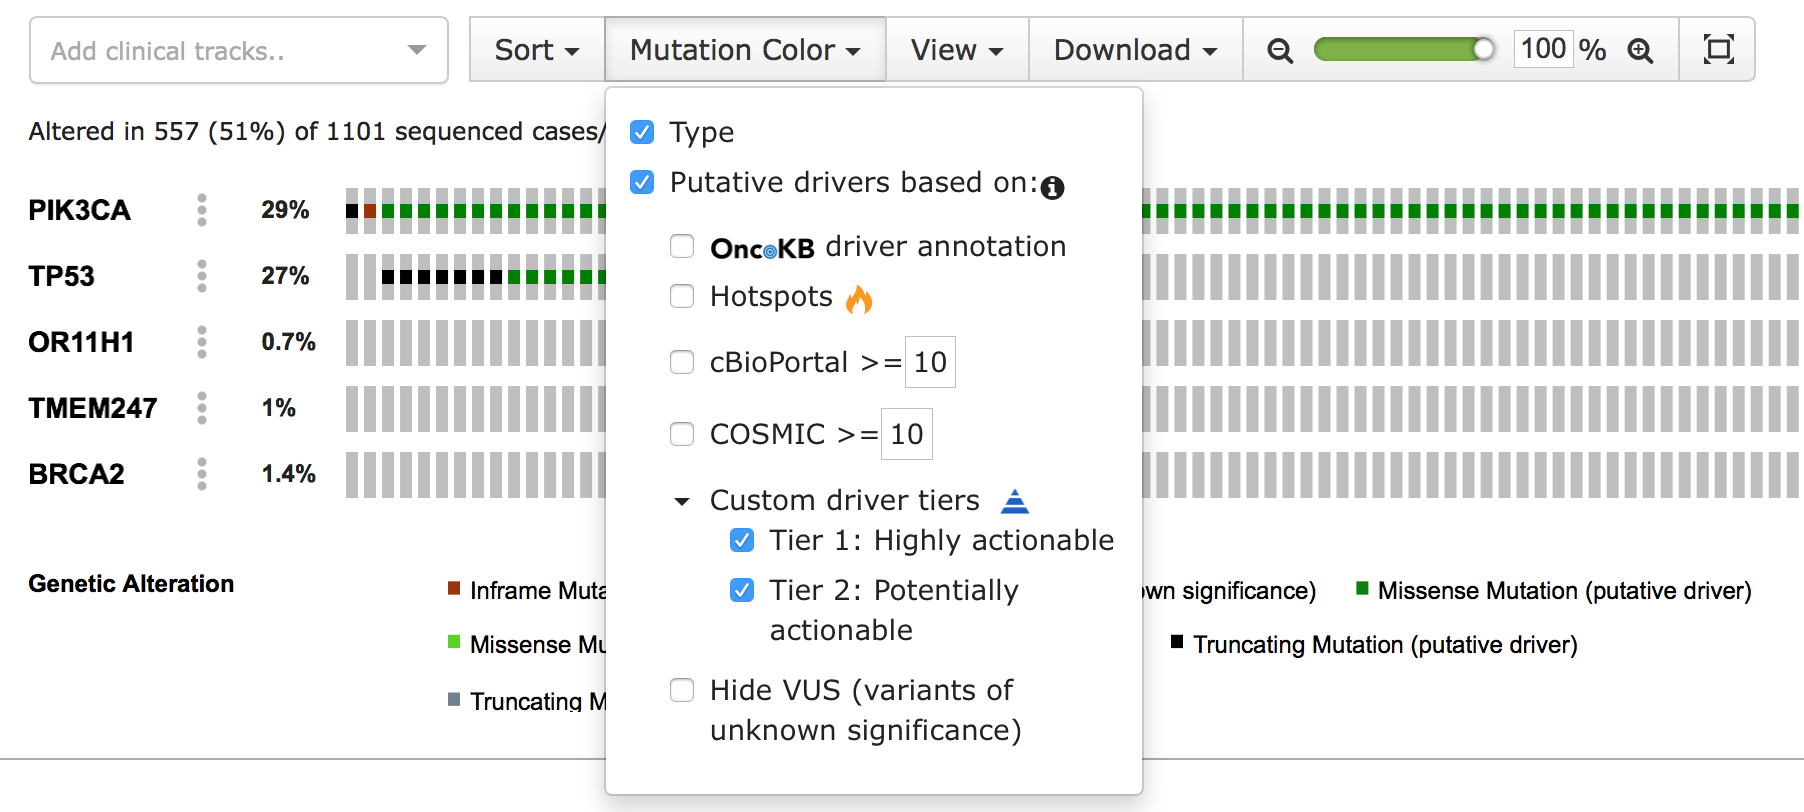 Add clinical tracks..
Sort
Mutation Color
View
Download
100 %
Altered in 557 (51%) of 1101 sequenced cases/
Type
Putative drivers based on:
PIK3CA 29%
OncoKB driver annotation
TP53 27%
Hotspots
OR11H1 0.7%
cBioPortal >= 10
TMEM247 1%
COSMIC >= 10
BRCA2 1.4%
Custom driver tiers
Tier 1: Highly actionable
Tier 2: Potentially
actionable
Hide VUS (variants of
unknown significance)
Genetic Alteration
Inframe Muta
wn significance)
Missense Mutation (putative driver)
Missense Mu
Truncating Mutation (putative driver)
Truncating M